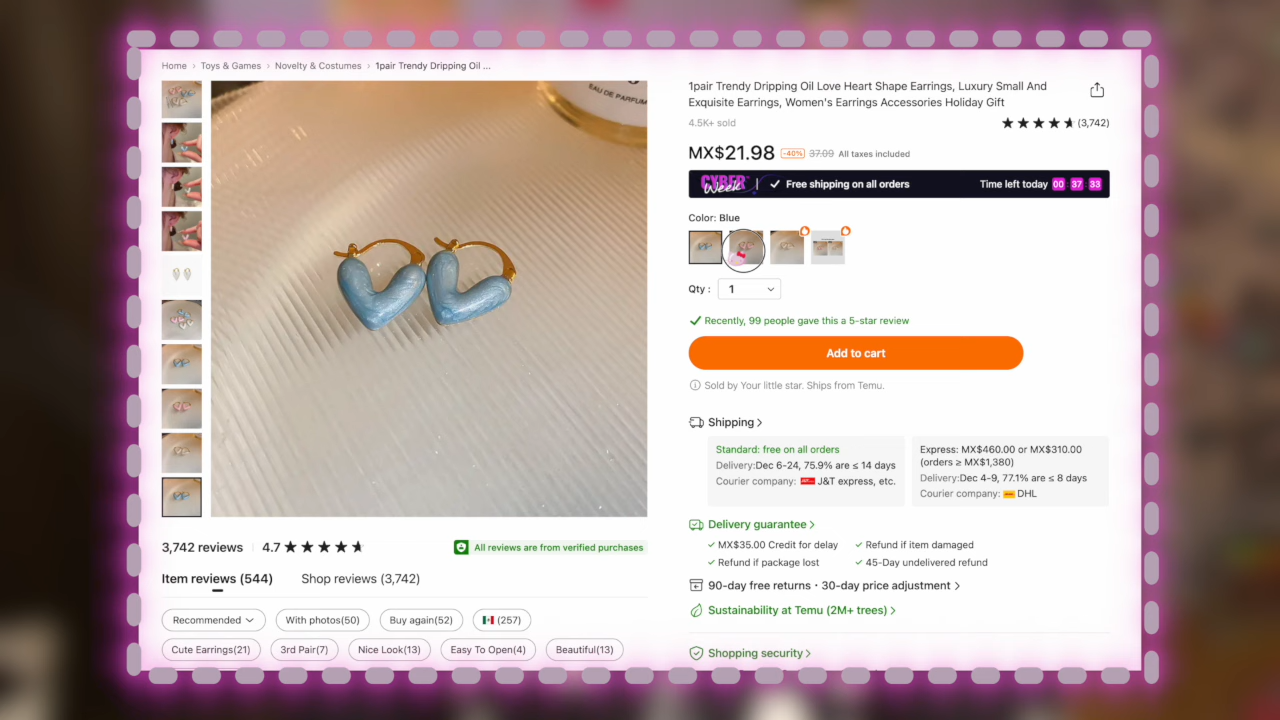 Home › Toys & Games › Novelty & Costumes › 1pair Trendy Dripping Oil ...
EAU DE PARFUM
1pair Trendy Dripping Oil Love Heart Shape Earrings, Luxury Small And
Exquisite Earrings, Women's Earrings Accessories Holiday Gift
4.5K+ sold
(3,742)
MX$21.98 -40% 37.09 All taxes included
CYBER Week
Free shipping on all orders
Time left today 00 37 33
Color: Blue
Qty : 1
Recently, 99 people gave this a 5-star review
Add to cart
Sold by Your little star. Ships from Temu.
Shipping
Standard: free on all orders
Delivery:Dec 6-24, 75.9% are ≤ 14 days
Courier company: J&T express, etc.
Express: MX$460.00 or MX$310.00
(orders ≥ MX$1,380)
Delivery:Dec 4-9, 77.1% are ≤ 8 days
Courier company: DHL
Delivery guarantee
MX$35.00 Credit for delay
Refund if item damaged
Refund if package lost
45-Day undelivered refund
90-day free returns · 30-day price adjustment
Sustainability at Temu (2M+ trees)
Shopping security
3,742 reviews 4.7
All reviews are from verified purchases
Item reviews (544) Shop reviews (3,742)
Recommended With photos(50) Buy again(52) (257)
Cute Earrings(21) 3rd Pair(7) Nice Look(13) Easy To Open(4) Beautiful(13)